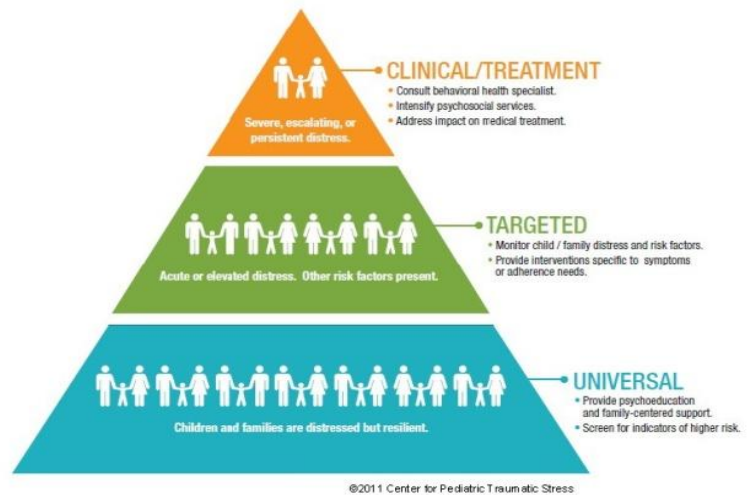 CLINICAL/TREATMENT
• Consult behavioral health specialist.
• Intensify psychosocial services.
• Address impact on medical treatment.
Severe, escalating, or
persistent distress.
TARGETED
• Monitor child / family distress and risk factors.
• Provide interventions specific to symptoms
or adherence needs.
Acute or elevated distress. Other risk factors present.
UNIVERSAL
• Provide psychoeducation
and family-centered support.
• Screen for indicators of higher risk.
Children and families are distressed but resilient.
©2011 Center for Pediatric Traumatic Stress